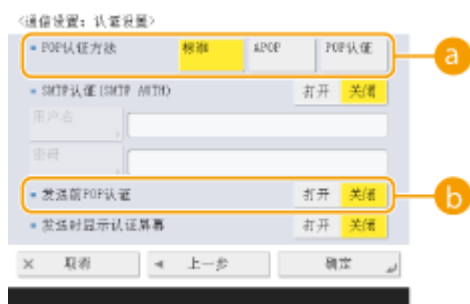 <通信设置：认证设置>
▪ POP认证方法 标准 APOP POP认证 a
▪ SMTP认证(SMTP AUTH) 打开 关闭
用户名
密码
▪ 发送前POP认证 打开 关闭 b
▪ 发送时显示认证屏幕 打开 关闭
× 取消 ◄ 上一步 确定